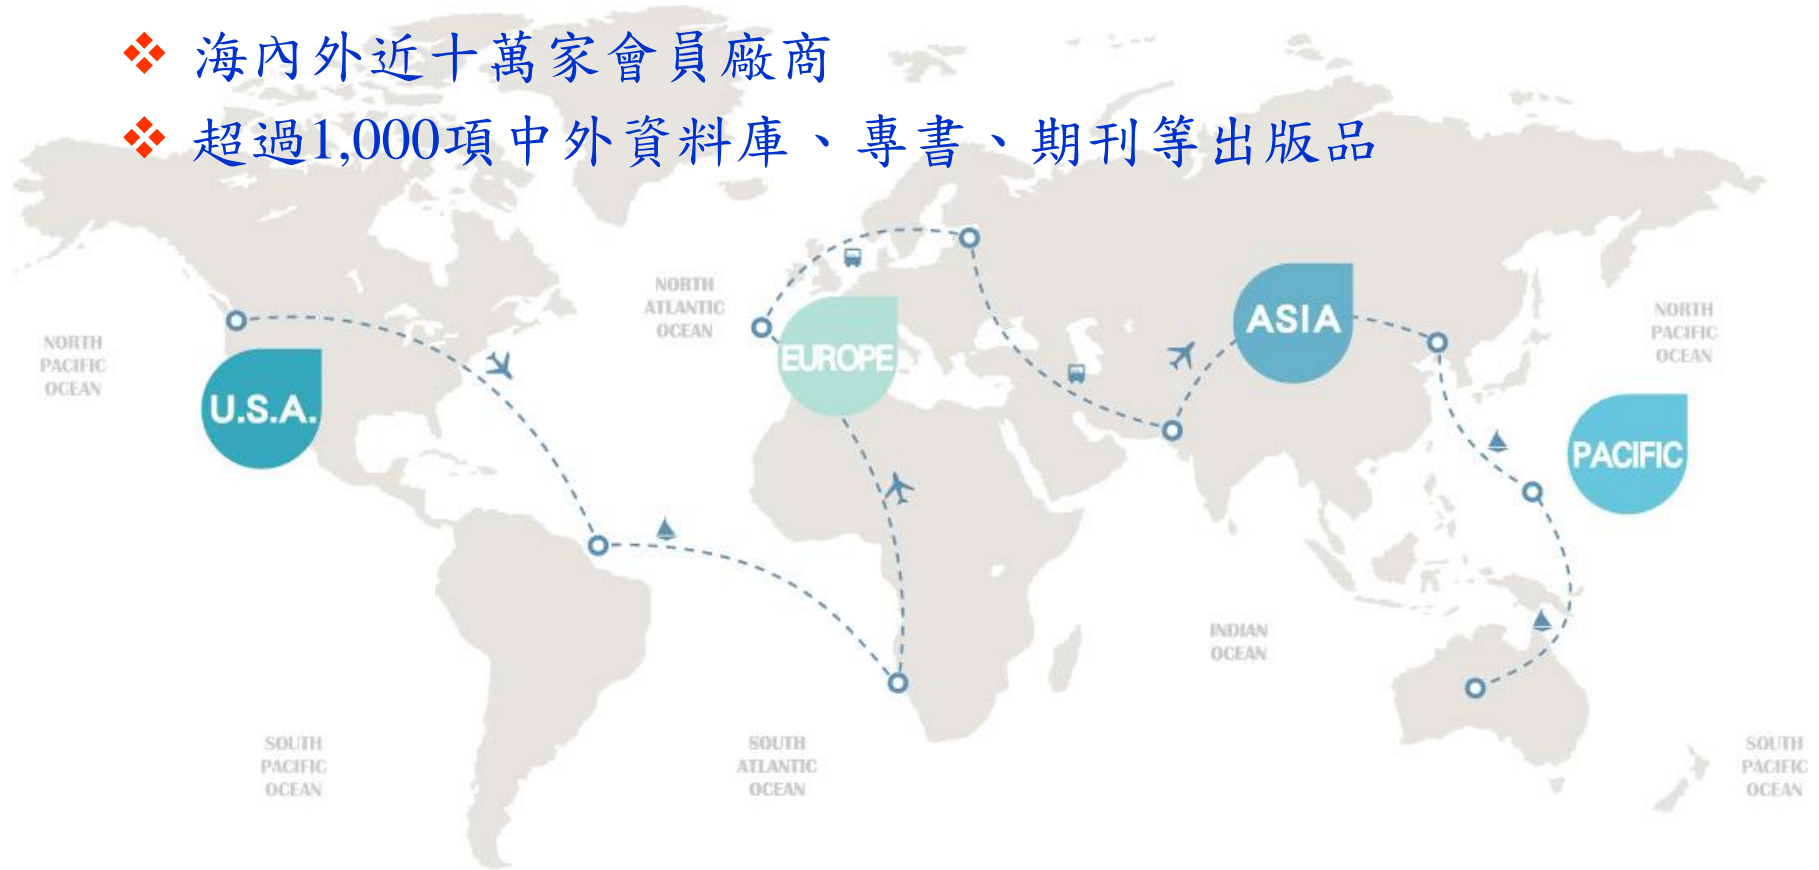 海內外近十萬家會員廠商
超過1,000項中外資料庫、專書、期刊等出版品
NORTH
ATLANTIC
OCEAN
NORTH
PACIFIC
OCEAN
ASIA
NORTH
PACIFIC
OCEAN
EUROPE
U.S.A.
PACIFIC
INDIAN
OCEAN
SOUTH
PACIFIC
OCEAN
SOUTH
ATLANTIC
OCEAN
SOUTH
PACIFIC
OCEAN